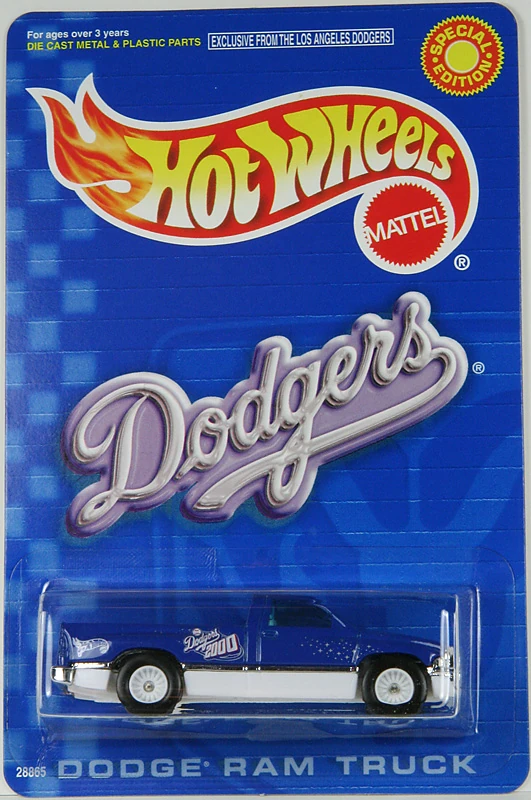 For ages over 3 years
DIE CAST METAL & PLASTIC PARTS
EXCLUSIVE FROM THE LOS ANGELES DODGERS
SPECIAL EDITION
HOT WHEELS
MATTEL
®
Dodgers ®
Dodgers
2000
28865 DODGE® RAM TRUCK